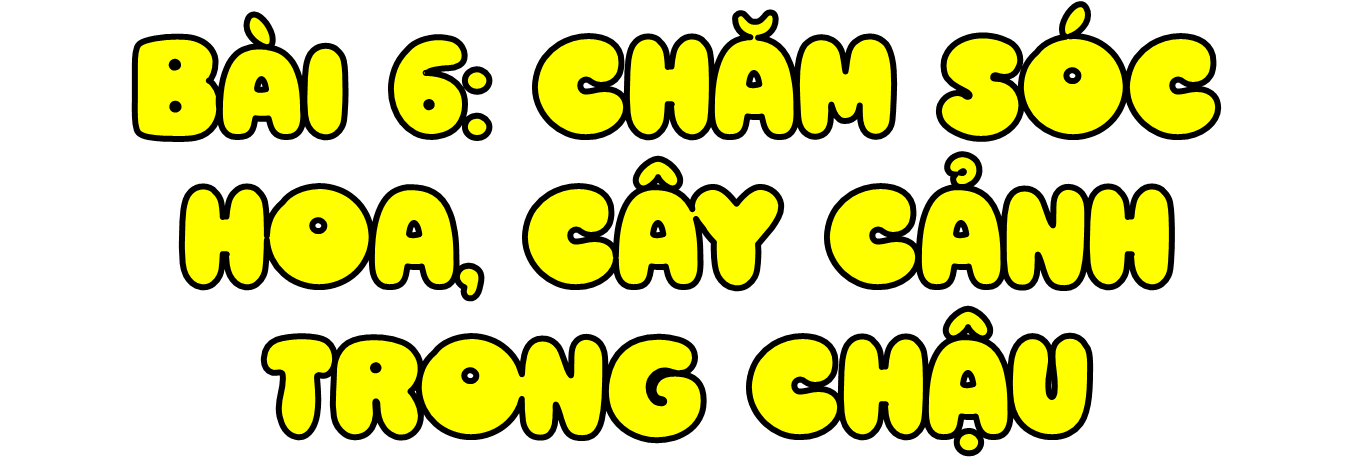 BÀI 6: CHĂM SÓC
HOA, CÂY CẢNH
TRONG CHẬU